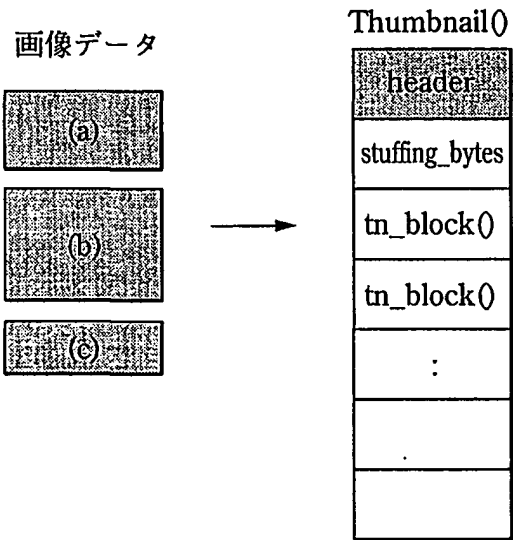 画像データ
(a)
(b)
(c)
Thumbnail()
header
stuffing_bytes
tn_block()
tn_block()
: